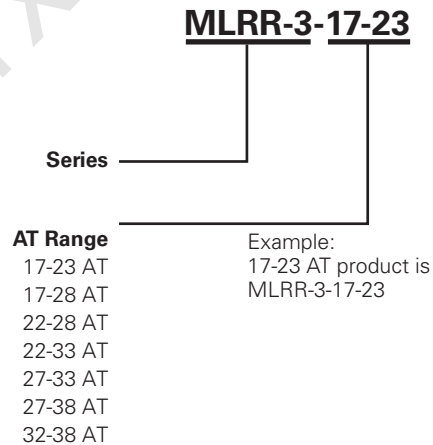 MLRR-3-17-23
Series
AT Range
17-23 AT
17-28 AT
22-28 AT
22-33 AT
27-33 AT
27-38 AT
32-38 AT
Example:
17-23 AT product is
MLRR-3-17-23